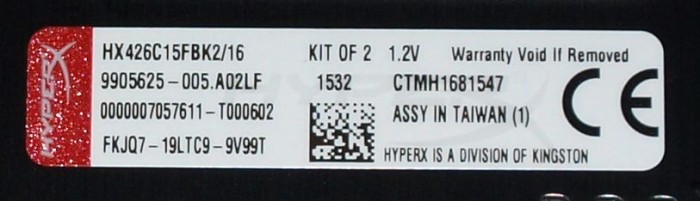 HYPERX
HX426C15FBK2/16 KIT OF 2 1.2V Warranty Void If Removed
9905625-005.A02LF 1532 CTMH1681547
0000007057611-T000602 ASSY IN TAIWAN (1)
FKJQ7-19LTC9-9V99T HYPERX IS A DIVISION OF KINGSTON
CE